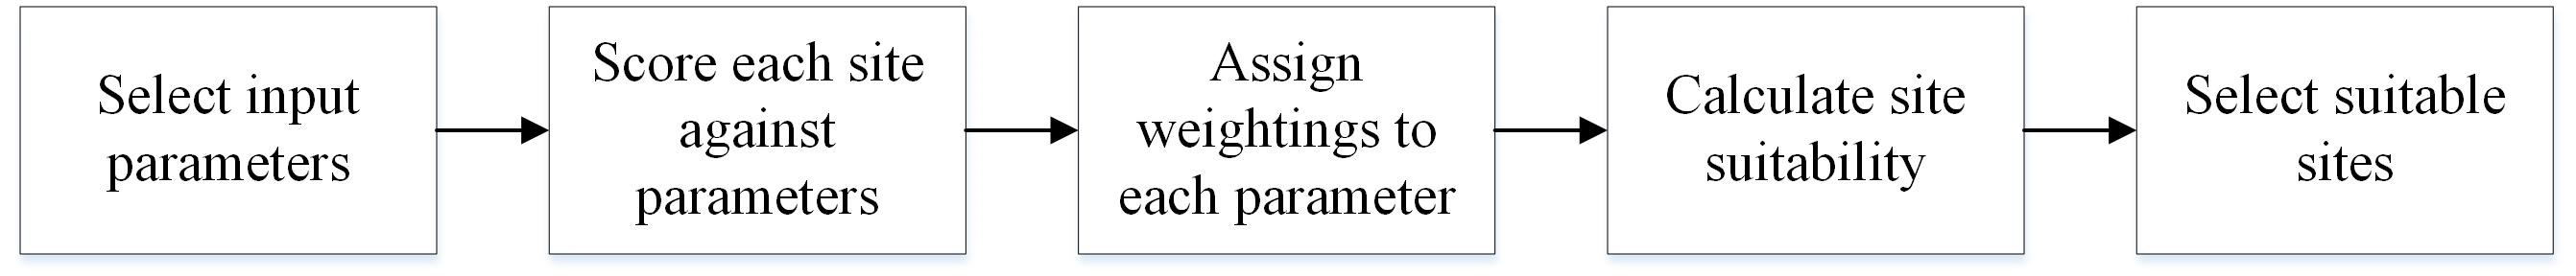 Select input
parameters
Score each site
against
parameters
Assign
weightings to
each parameter
Calculate site
suitability
Select suitable
sites